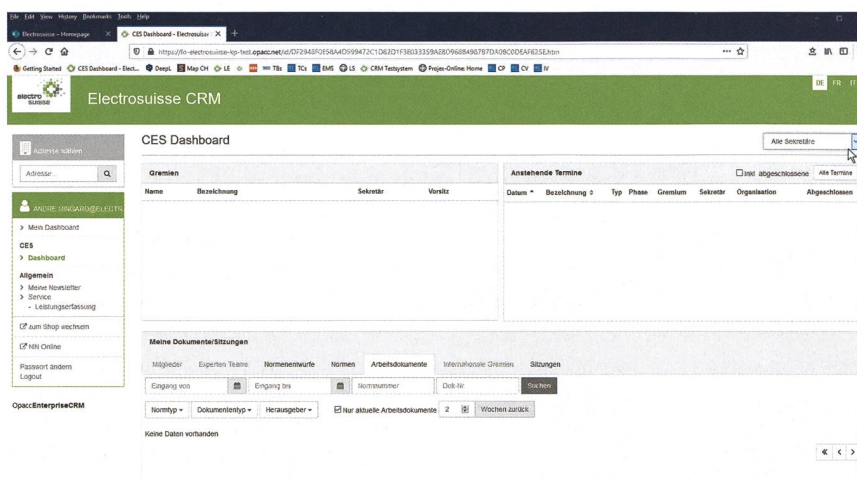 File Edit View History Bookmarks Tools Help
Electrosuisse – Homepage × CES Dashboard - Electrosuisse × +
Getting Started CES Dashboard - Elect... DeepL Map CH LE TBs TCs EMS LS CRM Testsystem Projex-Online: Home CP CV IV
electro suisse
Electrosuisse CRM
DE FR IT
Adresse wählen
CES Dashboard
Alle Sekretäre
Adresse...
Gremien
Anstehende Termine
Inkl. abgeschlossene
Alle Termine
Name Bezeichnung Sekretär Vorsitz
Datum Bezeichnung Typ Phase Gremium Sekretär Organisation Abgeschlossen
> Mein Dashboard
CES
> Dashboard
Allgemein
> Meine Newsletter
> Service
- Leistungserfassung
zum Shop wechseln
NIN Online
Passwort ändern
Logout
OpaccEnterpriseCRM
Meine Dokumente/Sitzungen
Mitglieder Experten Teams Normenentwürfe Normen Arbeitsdokumente Internationale Gremien Sitzungen
Eingang von Eingang bis Normnummer Dok-Nr. Suchen
Normtyp Dokumententyp Herausgeber Nur aktuelle Arbeitsdokumente 2 Wochen zurück
Keine Daten vorhanden
« < >